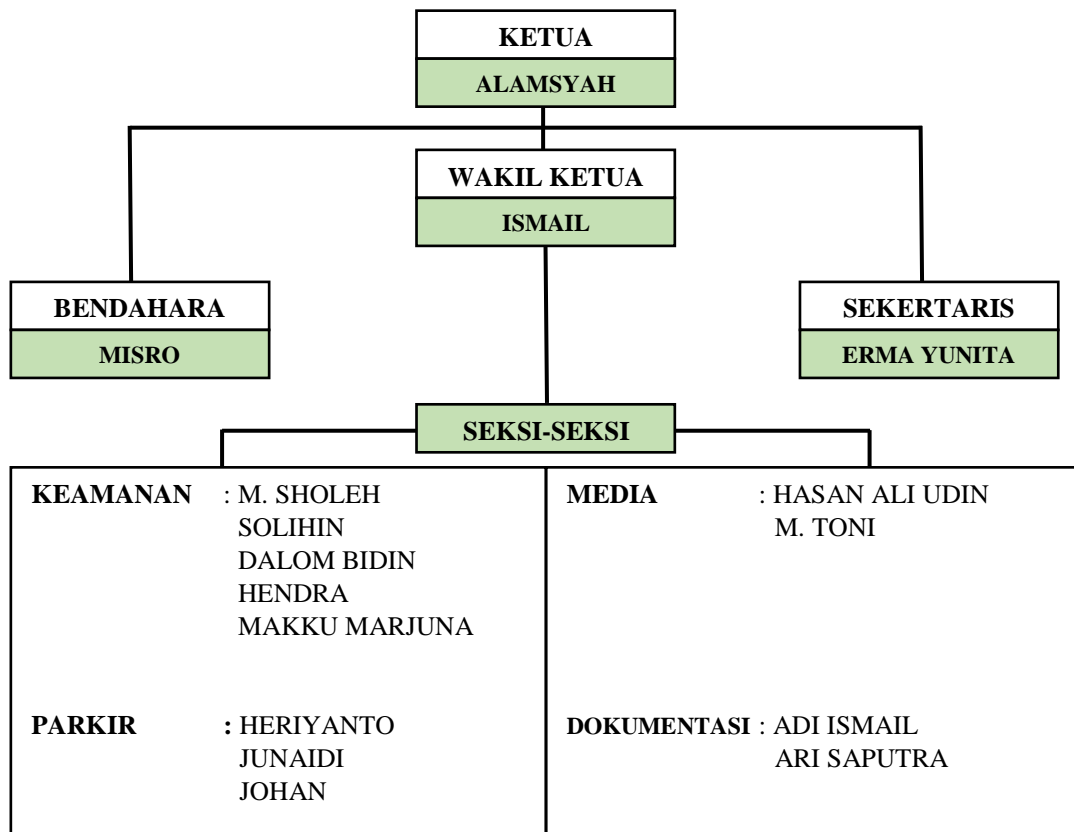 KETUA
ALAMSYAH
WAKIL KETUA
ISMAIL
BENDAHARA
MISRO
SEKERTARIS
ERMA YUNITA
SEKSI-SEKSI
KEAMANAN : M. SHOLEH
SOLIHIN
DALOM BIDIN
HENDRA
MAKKU MARJUNA
PARKIR : HERIYANTO
JUNAIDI
JOHAN
MEDIA : HASAN ALI UDIN
M. TONI
DOKUMENTASI : ADI ISMAIL
ARI SAPUTRA